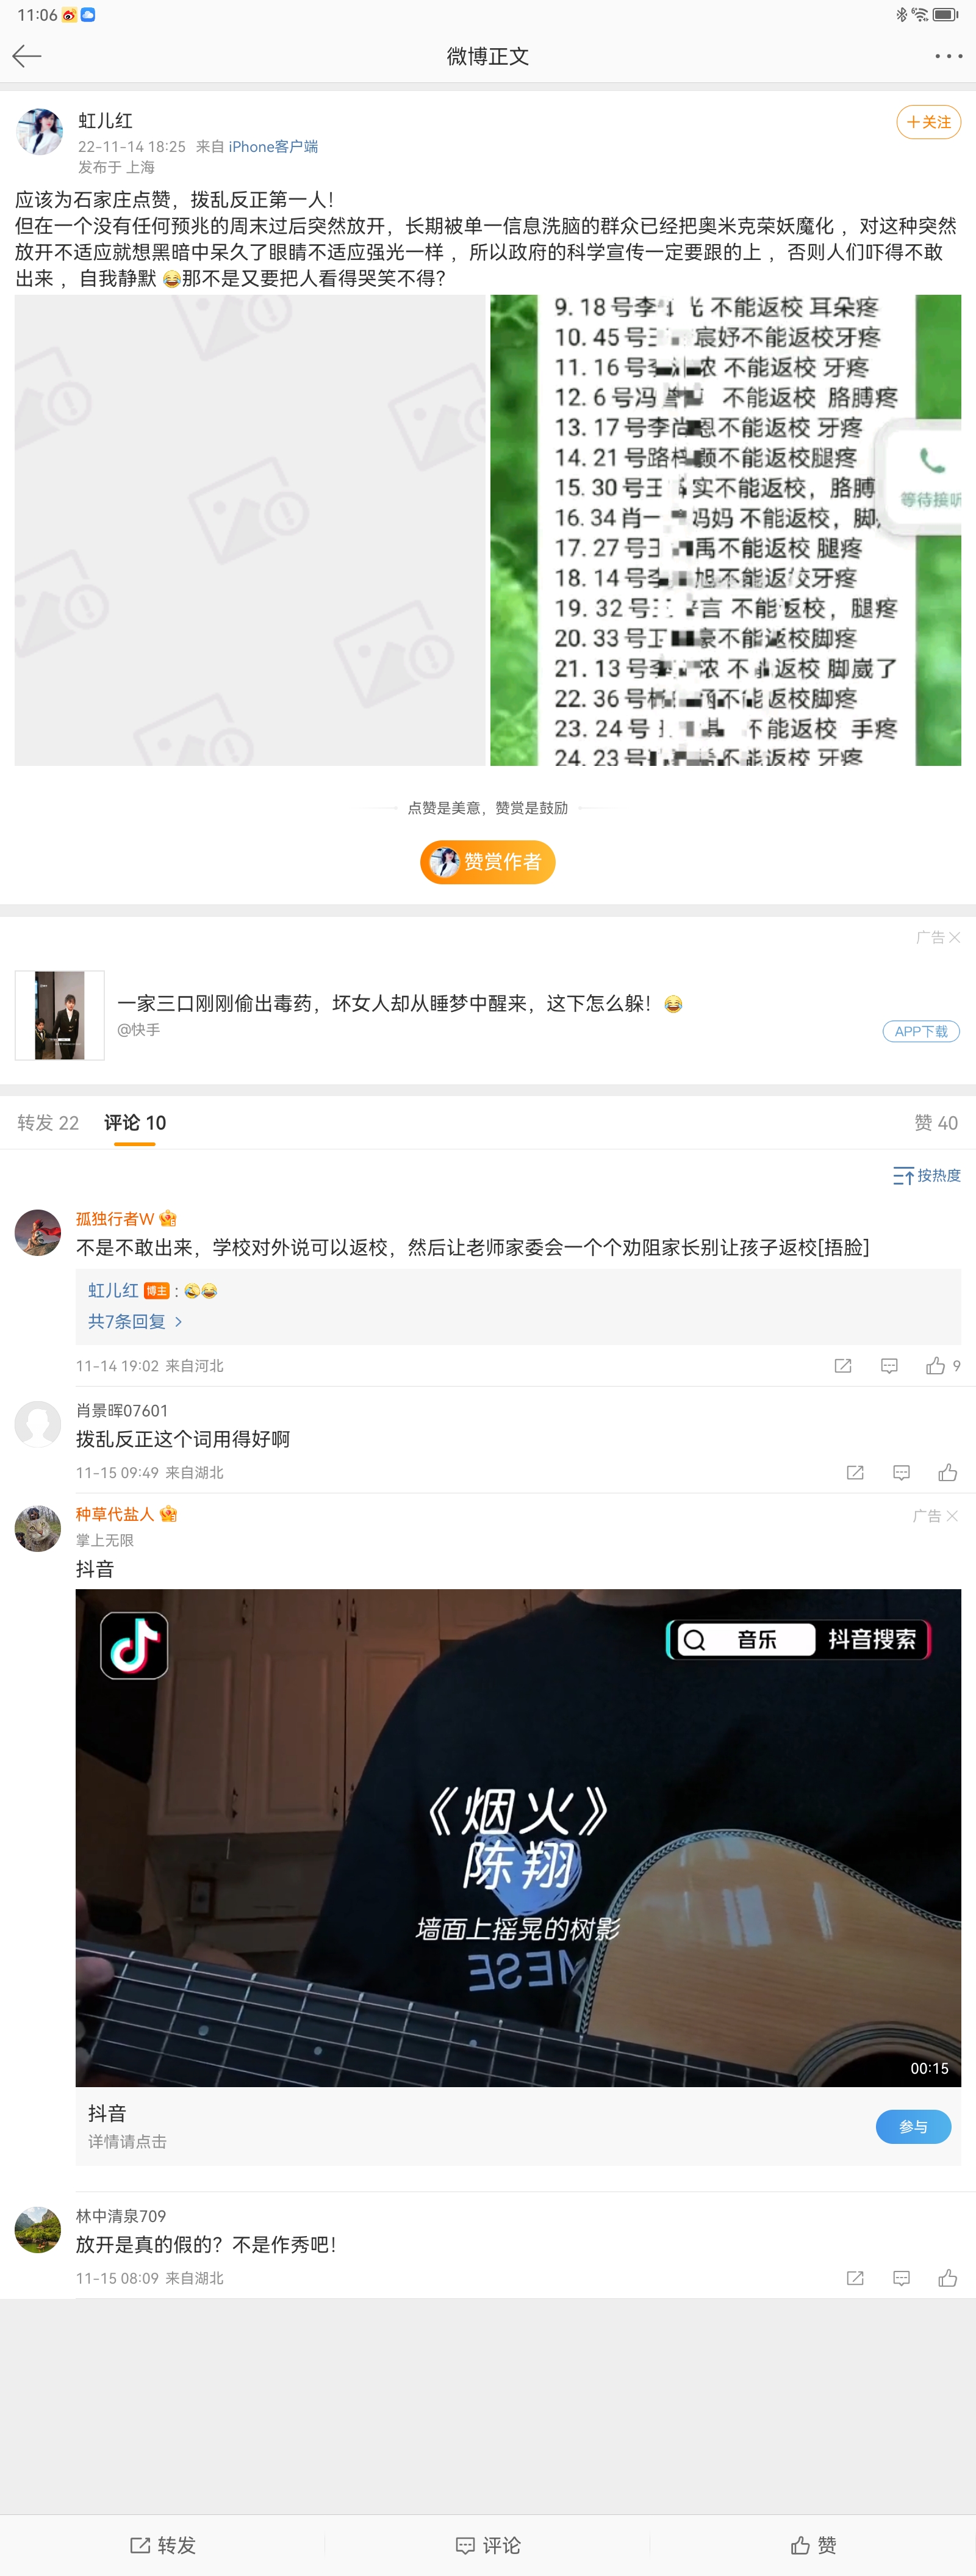 11:06
微博正文
虹儿红
+关注
22-11-14 18:25 来自 iPhone客户端
发布于 上海
应该为石家庄点赞，拨乱反正第一人！
但在一个没有任何预兆的周末过后突然放开，长期被单一信息洗脑的群众已经把奥米克荣妖魔化，对这种突然
放开不适应就想黑暗中呆久了眼睛不适应强光一样，所以政府的科学宣传一定要跟的上，否则人们吓得不敢
出来，自我静默😂那不是又要把人看得哭笑不得？
9. 18 号李 不能返校 耳朵疼
10. 45 号 宸妤不能返校牙疼
11. 16 号 浓 不能返校 牙疼
12. 6 号冯 不能返校 胳膊疼
13. 17 号李 恩不能返校 牙疼
14. 21 号路 颢不能返校腿疼
15. 30 号王 实不能返校，胳膊
等待接听
16. 34 肖一 妈妈 不能返校，脚
17. 27 号王 禹不能返校 腿疼
18. 14 号 旭不能返校牙疼
19. 32 号 言 不能返校，腿疼
20. 33 号 豪不能返校脚疼
21. 13 号李 浓 不能返校 脚崴了
22. 36 号 不能返校脚疼
23. 24 号 不能返校 手疼
24. 23 号 不能返校 牙疼
点赞是美意，赞赏是鼓励
赞赏作者
广告
一家三口刚刚偷出毒药，坏女人却从睡梦中醒来，这下怎么躲！😂
@快手
APP下载
转发 22 评论 10 赞 40
按热度
孤独行者W
不是不敢出来，学校对外说可以返校，然后让老师家委会一个个劝阻家长别让孩子返校[捂脸]
虹儿红 博主 : 🤣😂
共7条回复 >
11-14 19:02 来自河北 9
肖景晖07601
拨乱反正这个词用得好啊
11-15 09:49 来自湖北
种草代盐人
广告
掌上无限
抖音
音乐 抖音搜索
《烟火》
陈翔
墙面上摇晃的树影
MESE
00:15
抖音
详情请点击
参与
林中清泉709
放开是真的假的？不是作秀吧！
11-15 08:09 来自湖北
转发 评论 赞